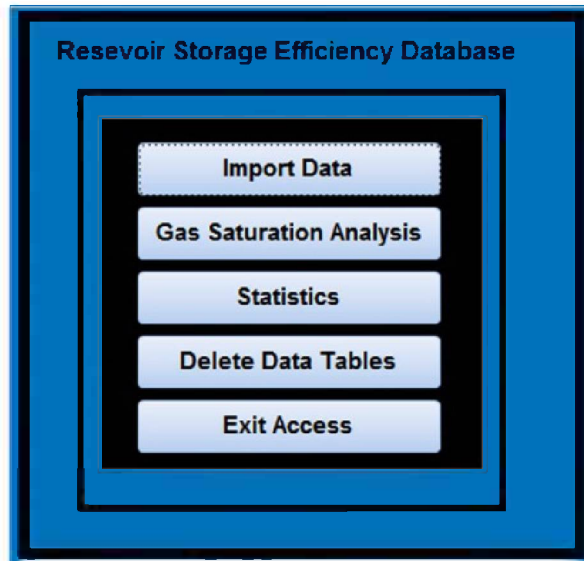 Resevoir Storage Efficiency Database
Import Data
Gas Saturation Analysis
Statistics
Delete Data Tables
Exit Access